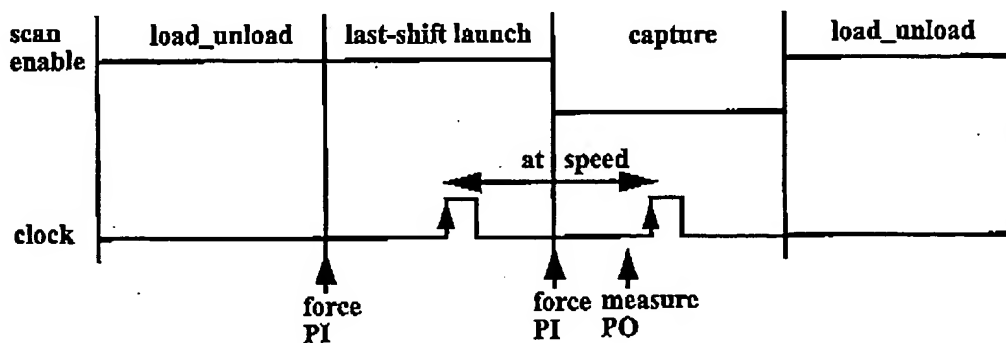 scan enable
load_unload
last-shift launch
capture
load_unload
at speed
clock
force PI
force PI
measure PO